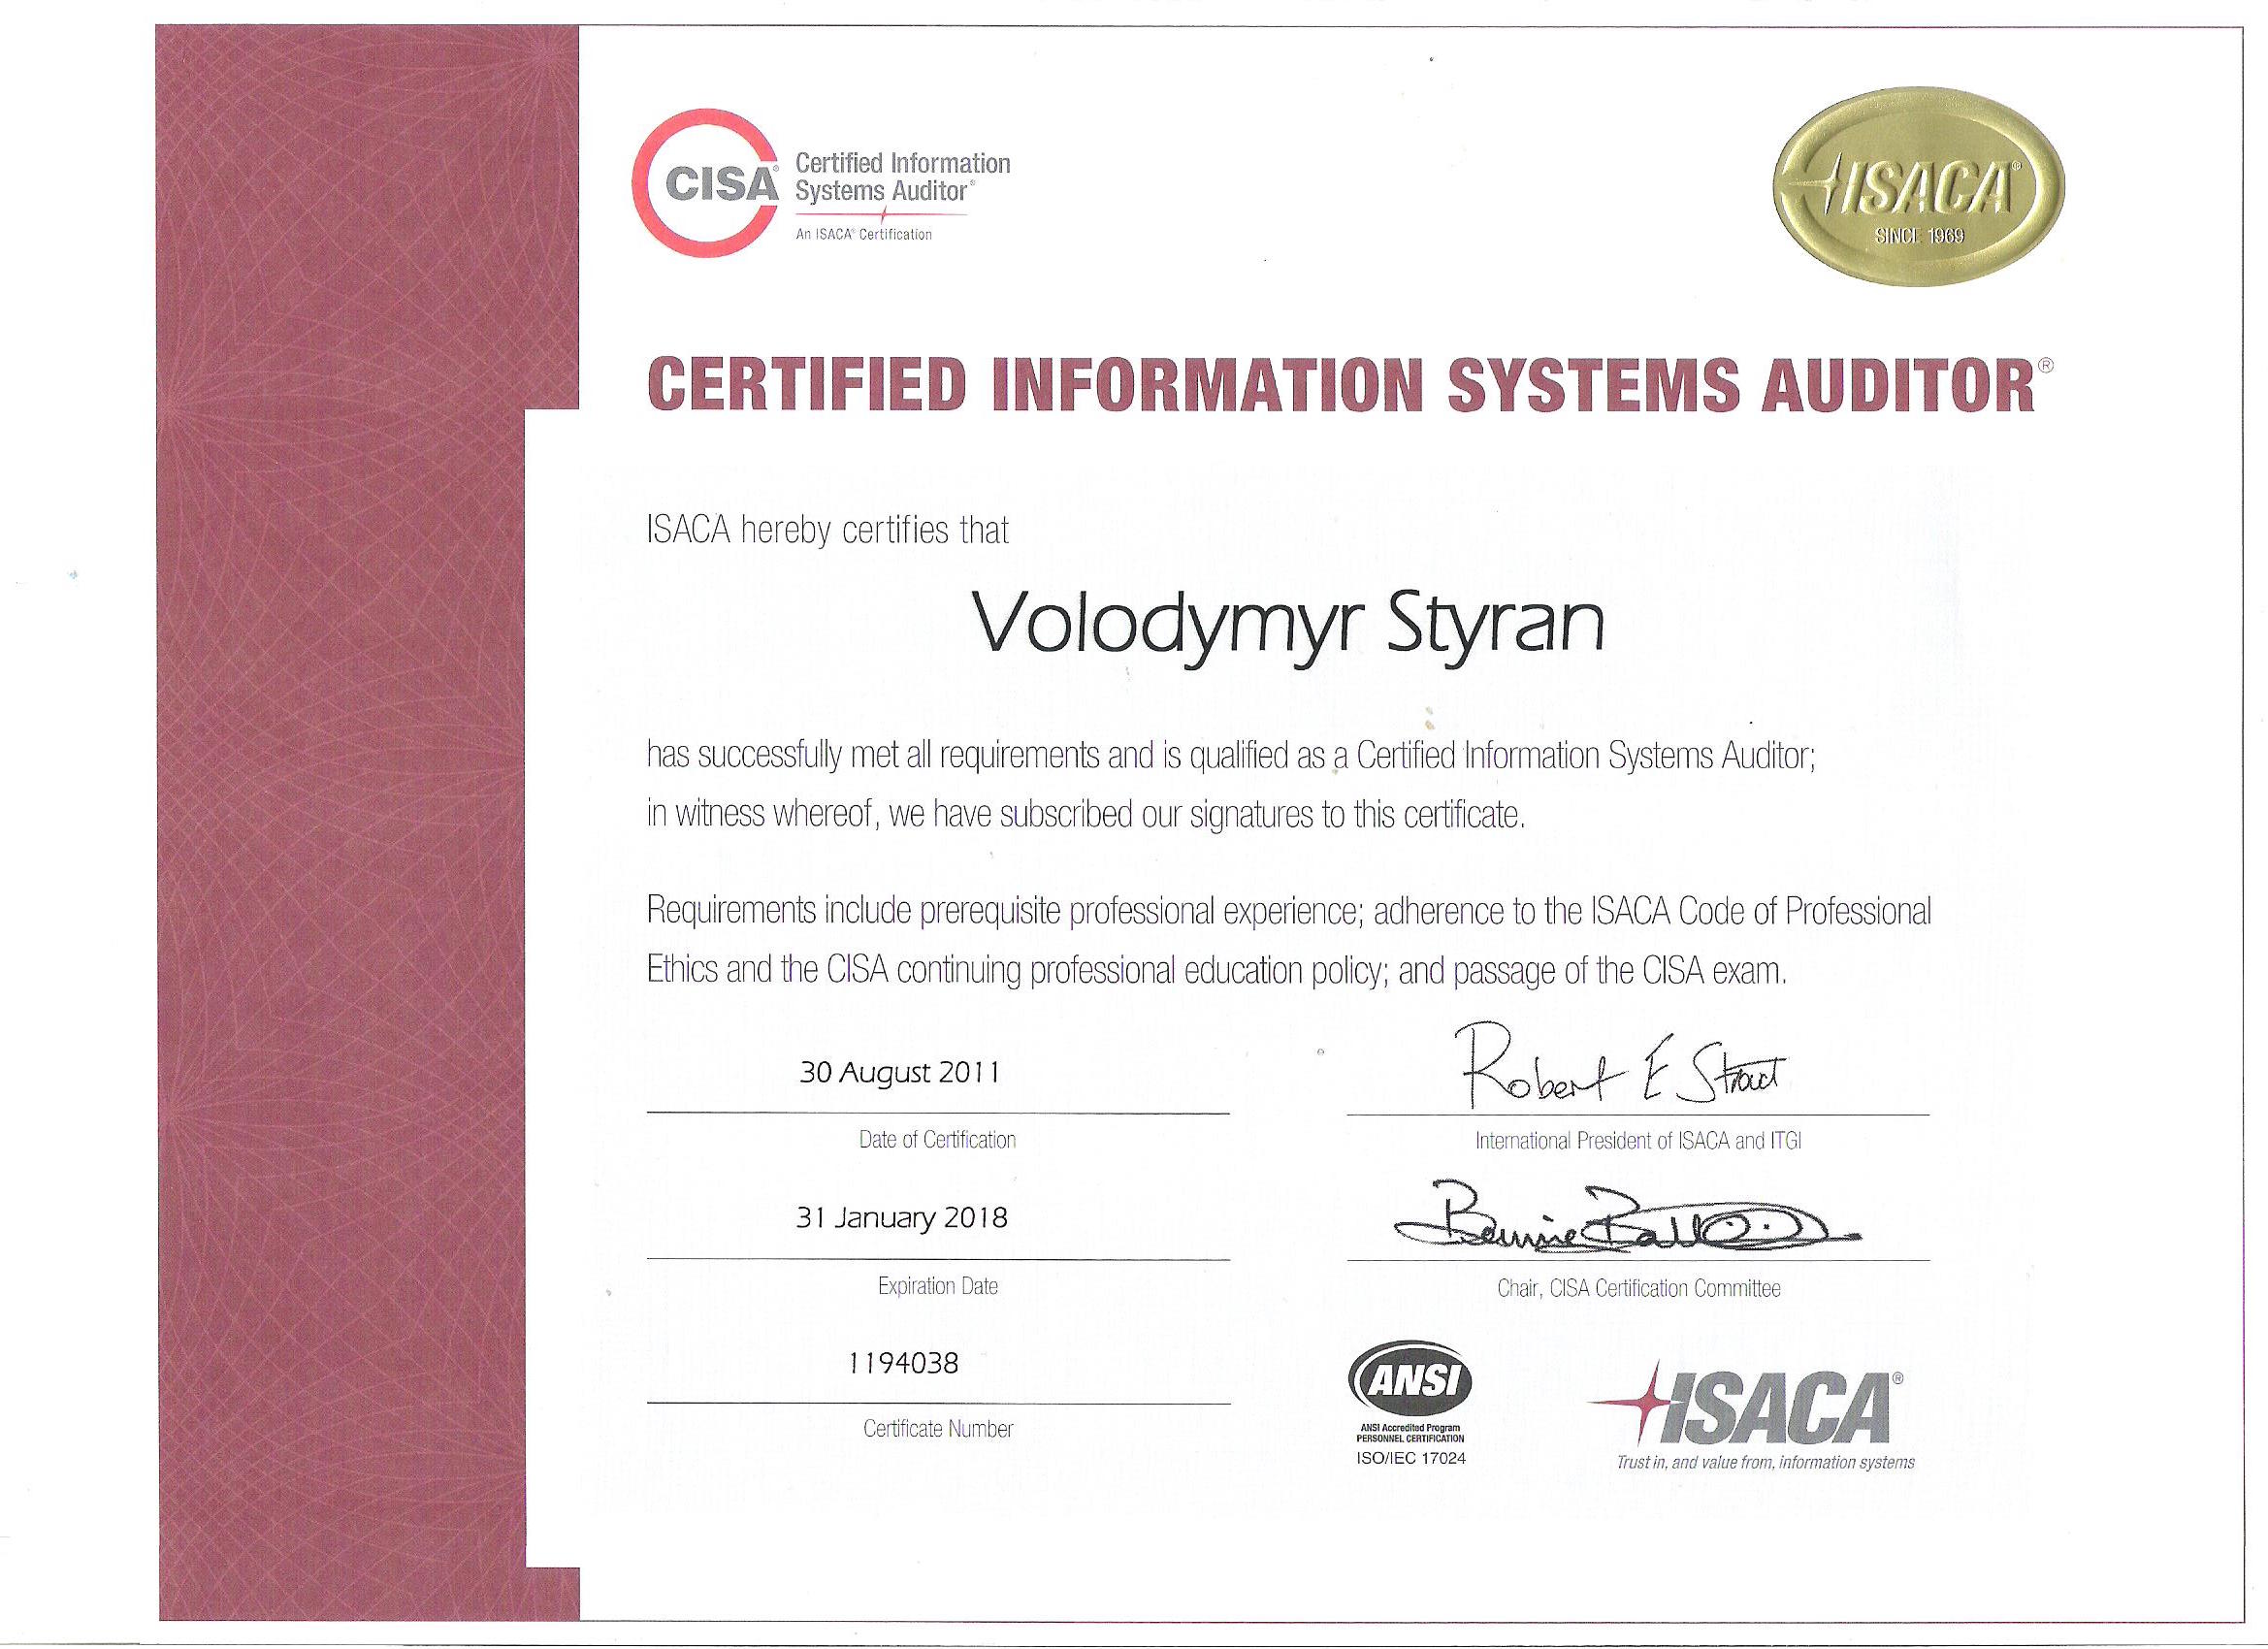 CISA®
Certified Information
Systems Auditor®
An ISACA® Certification
ISACA®
SINCE 1969
CERTIFIED INFORMATION SYSTEMS AUDITOR®
ISACA hereby certifies that
Volodymyr Styran
has successfully met all requirements and is qualified as a Certified Information Systems Auditor;
in witness whereof, we have subscribed our signatures to this certificate.
Requirements include prerequisite professional experience; adherence to the ISACA Code of Professional
Ethics and the CISA continuing professional education policy; and passage of the CISA exam.
30 August 2011
Date of Certification
Robert E Stroud
International President of ISACA and ITGI
31 January 2018
Expiration Date
Chair, CISA Certification Committee
1194038
Certificate Number
ANSI
ANSI Accredited Program
PERSONNEL CERTIFICATION
ISO/IEC 17024
ISACA®
Trust in, and value from, information systems